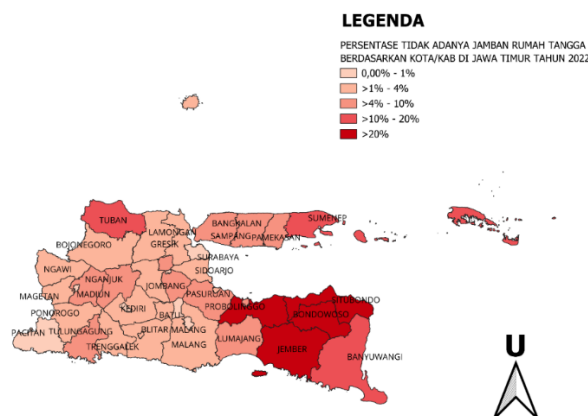 LEGENDA
PERSENTASE TIDAK ADANYA JAMBAN RUMAH TANGGA
BERDASARKAN KOTA/KAB DI JAWA TIMUR TAHUN 2022
0,00% - 1%
>1% - 4%
>4% - 10%
>10% - 20%
>20%
TUBAN
BANGKALAN
SUMENEP
LAMONGAN
SAMPANG
PAMEKASAN
BOJONEGORO
GRESIK
SURABAYA
NGAWI
SIDOARJO
NGANJUK
JOMBANG
MAGETAN
MADIUN
PASURUAN
SITUBONDO
PROBOLINGGO
PONOROGO
KEDIRI
BATU
BONDOWOSO
PACITAN
TULUNGAGUNG
BLITAR
MALANG
TRENGGALEK
MALANG
LUMAJANG
JEMBER
BANYUWANGI
U